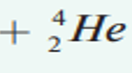 + ⁴₂He